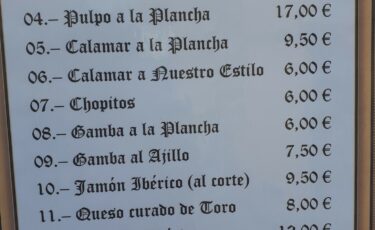 04.– Pulpo a la Plancha 17,00 €
05.– Calamar a la Plancha 9,50 €
06.– Calamar a Nuestro Estilo 6,00 €
07.– Chopitos 6,00 €
08.– Gamba a la Plancha 6,00 €
09.– Gamba al Ajillo 7,50 €
10.– Jamón Ibérico (al corte) 9,50 €
11.– Queso curado de Toro 8,00 €